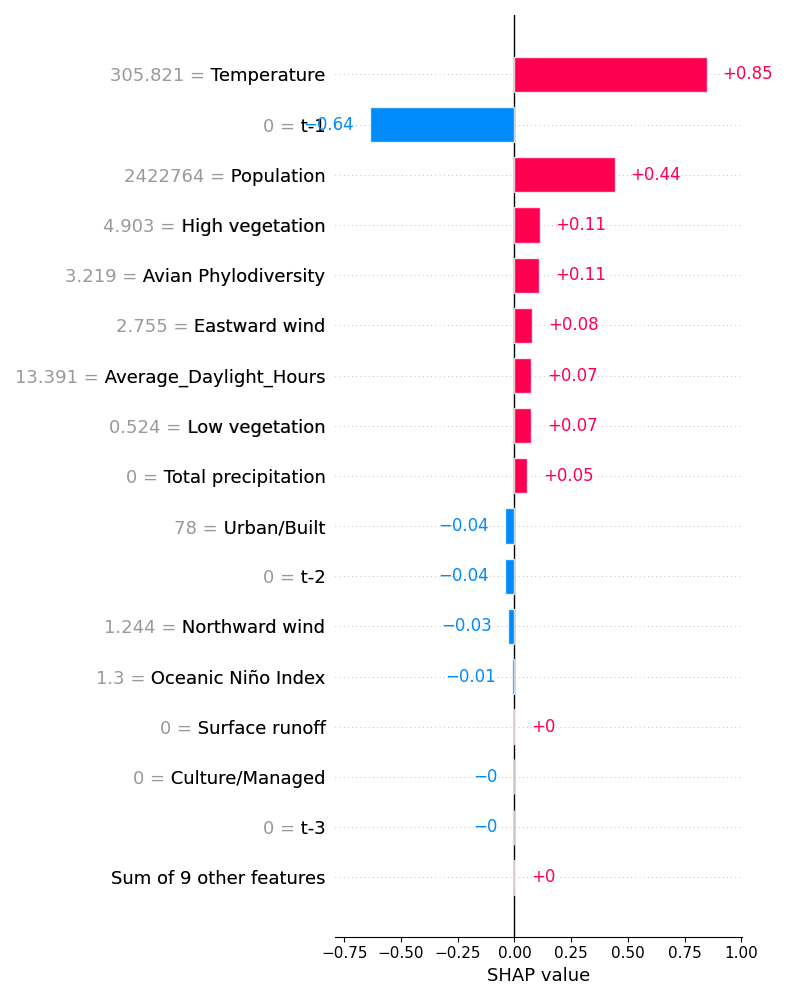 305.821 = Temperature +0.85
0 = t-1 −0.64
2422764 = Population +0.44
4.903 = High vegetation +0.11
3.219 = Avian Phylodiversity +0.11
2.755 = Eastward wind +0.08
13.391 = Average_Daylight_Hours +0.07
0.524 = Low vegetation +0.07
0 = Total precipitation +0.05
78 = Urban/Built −0.04
0 = t-2 −0.04
1.244 = Northward wind −0.03
1.3 = Oceanic Niño Index −0.01
0 = Surface runoff +0
0 = Culture/Managed −0
0 = t-3 −0
Sum of 9 other features +0
−0.75 −0.50 −0.25 0.00 0.25 0.50 0.75 1.00
SHAP value